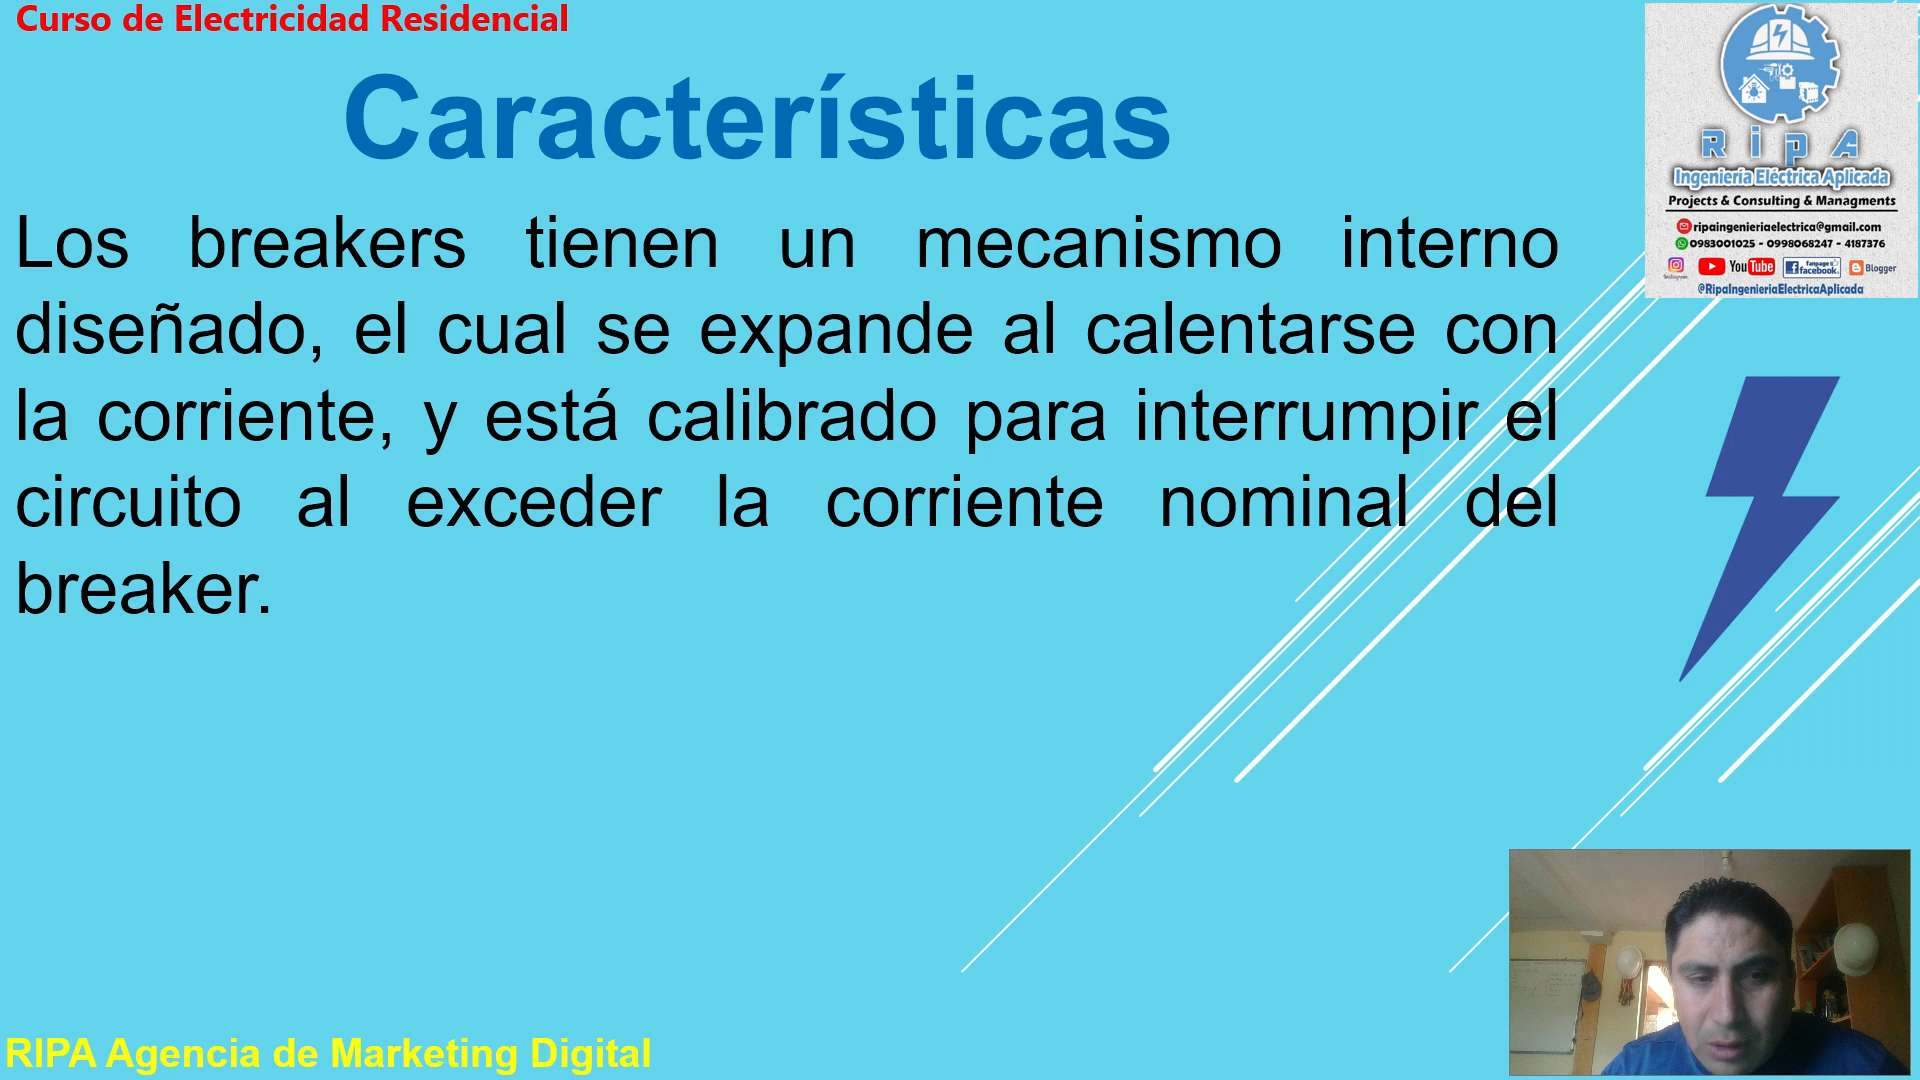 Curso de Electricidad Residencial
Características
Los breakers tienen un mecanismo interno
diseñado, el cual se expande al calentarse con
la corriente, y está calibrado para interrumpir el
circuito al exceder la corriente nominal del
breaker.
RiPA
Ingeniería Eléctrica Aplicada
Projects & Consulting & Managments
ripaingenieriaelectrica@gmail.com
0983001025 - 0998068247 - 4187376
Instagram YouTube fanpage facebook. Blogger
@RipaIngenieriaElectricaAplicada
RIPA Agencia de Marketing Digital